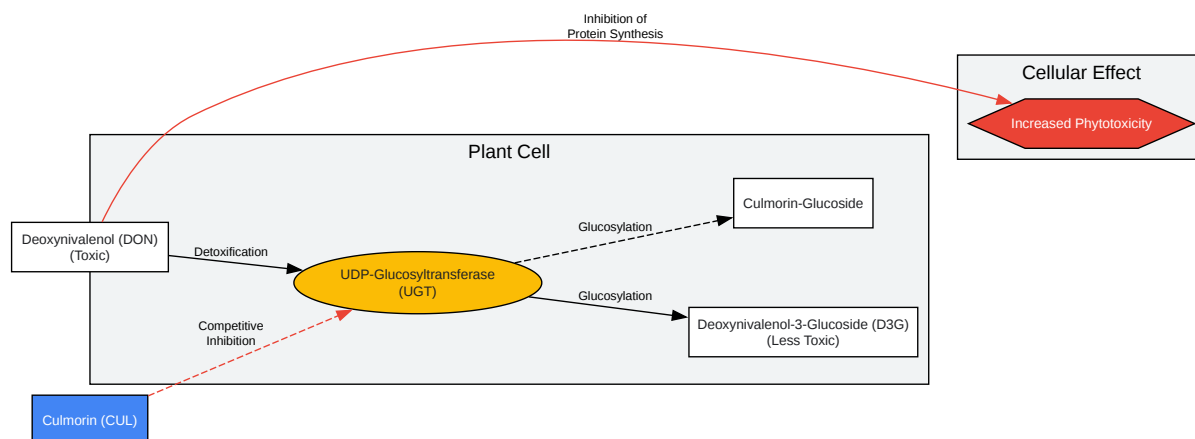 Inhibition of
Protein Synthesis
Cellular Effect
Increased Phytotoxicity
Plant Cell
Culmorin-Glucoside
Deoxynivalenol (DON)
(Toxic)
Detoxification
Glucosylation
UDP-Glucosyltransferase
(UGT)
Glucosylation
Deoxynivalenol-3-Glucoside (D3G)
(Less Toxic)
Competitive
Inhibition
Culmorin (CUL)